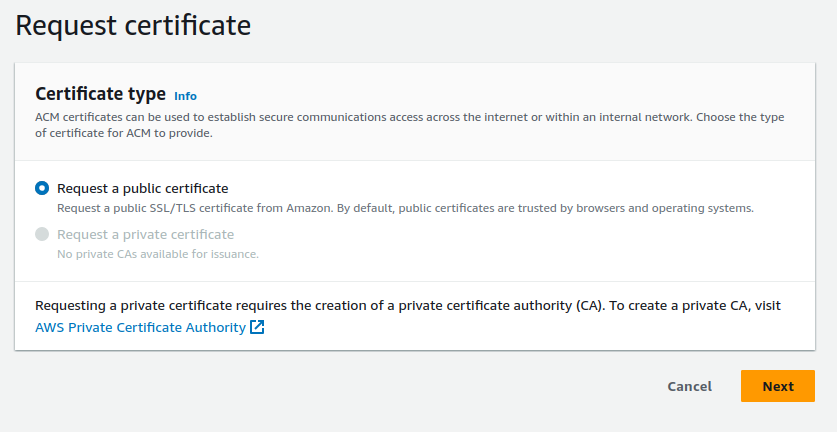 Request certificate
Certificate type Info
ACM certificates can be used to establish secure communications access across the internet or within an internal network. Choose the type
of certificate for ACM to provide.
Request a public certificate
Request a public SSL/TLS certificate from Amazon. By default, public certificates are trusted by browsers and operating systems.
Request a private certificate
No private CAs available for issuance.
Requesting a private certificate requires the creation of a private certificate authority (CA). To create a private CA, visit
AWS Private Certificate Authority
Cancel Next